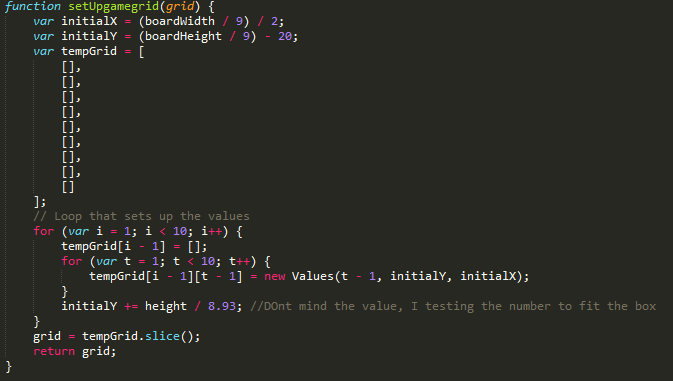 function setUpgamegrid(grid) {
    var initialX = (boardWidth / 9) / 2;
    var initialY = (boardHeight / 9) - 20;
    var tempGrid = [
        [],
        [],
        [],
        [],
        [],
        [],
        [],
        [],
        []
    ];
    // Loop that sets up the values
    for (var i = 1; i < 10; i++) {
        tempGrid[i - 1] = [];
        for (var t = 1; t < 10; t++) {
            tempGrid[i - 1][t - 1] = new Values(t - 1, initialY, initialX);
        }
        initialY += height / 8.93; //DOnt mind the value, I testing the number to fit the box
    }
    grid = tempGrid.slice();
    return grid;
}